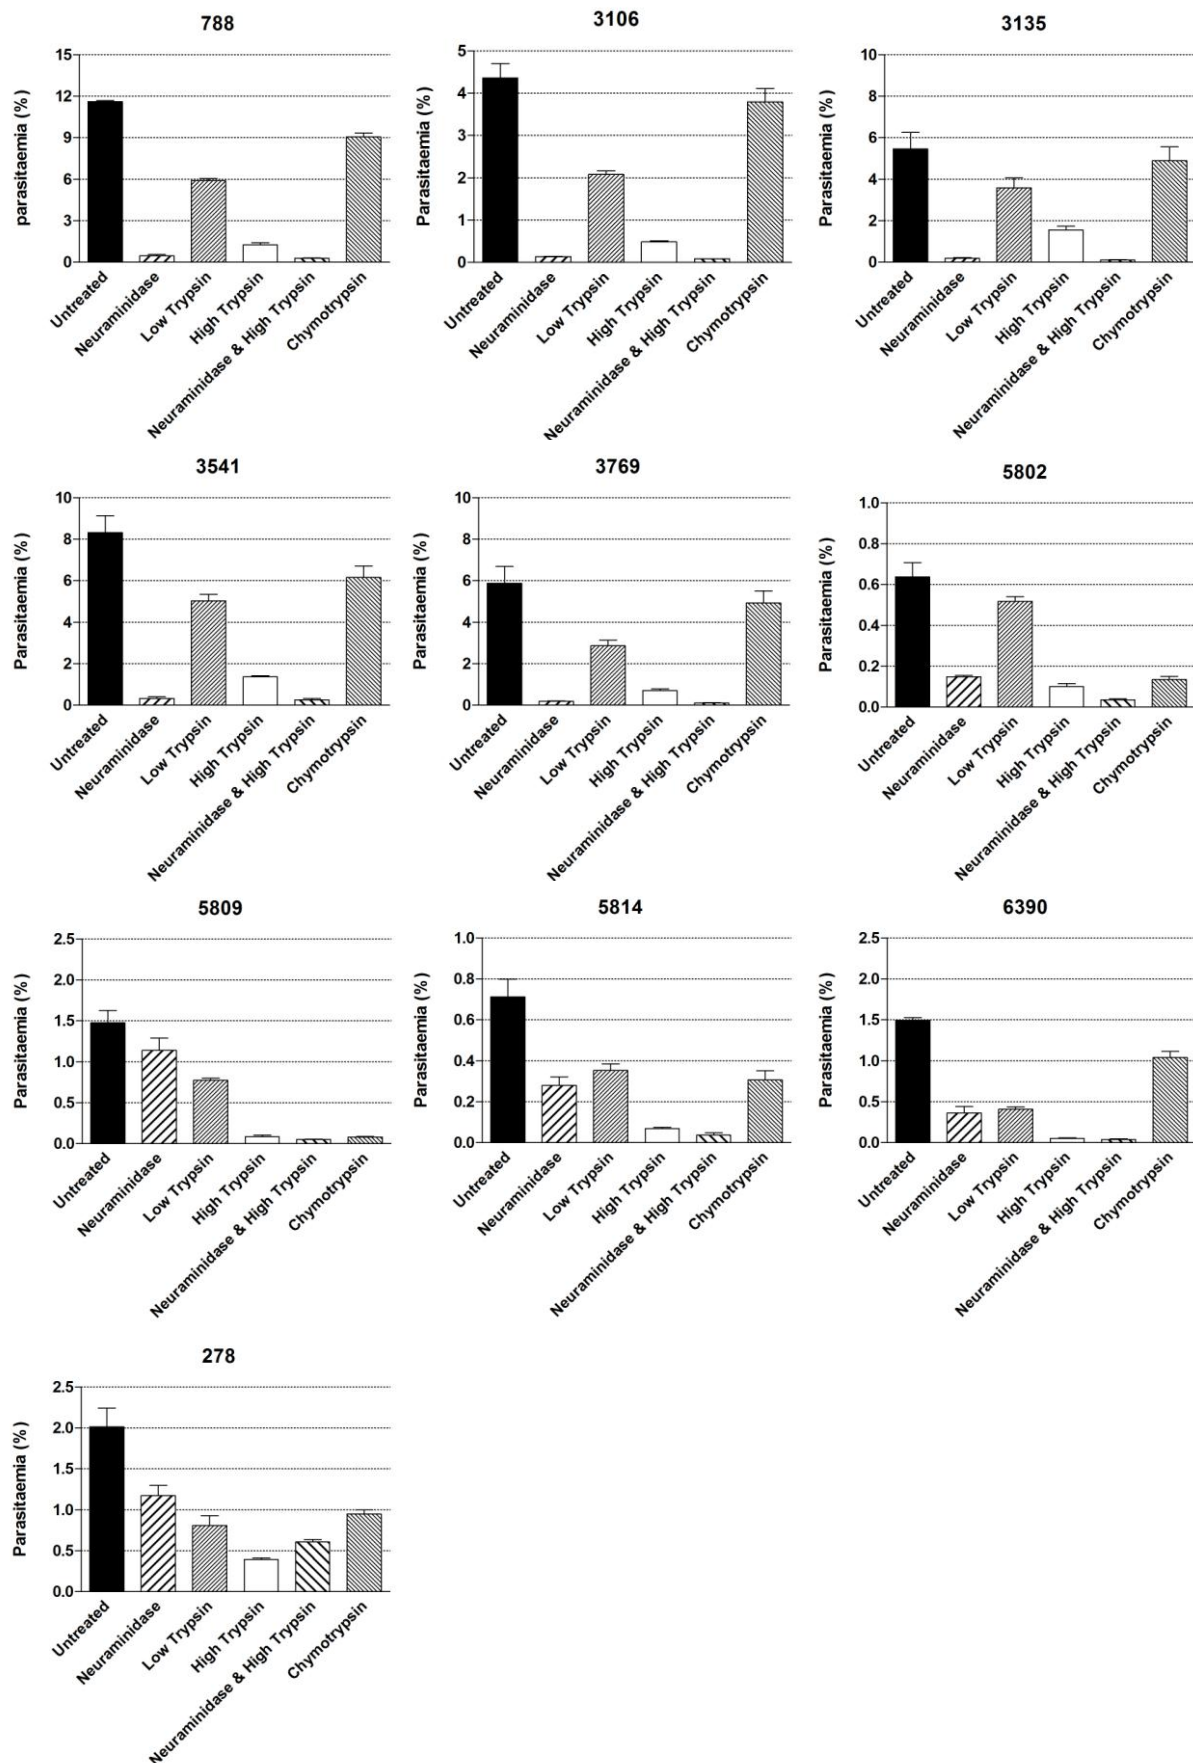 788
parasitaemia (%)
15
12
9
6
3
0
Untreated
Neuraminidase
Low Trypsin
High Trypsin
Neuraminidase & High Trypsin
Chymotrypsin
3106
Parasitaemia (%)
5
4
3
2
1
0
Untreated
Neuraminidase
Low Trypsin
High Trypsin
Neuraminidase & High Trypsin
Chymotrypsin
3135
Parasitaemia (%)
10
8
6
4
2
0
Untreated
Neuraminidase
Low Trypsin
High Trypsin
Neuraminidase & High Trypsin
Chymotrypsin
3541
Parasitaemia (%)
10
8
6
4
2
0
Untreated
Neuraminidase
Low Trypsin
High Trypsin
Neuraminidase & High Trypsin
Chymotrypsin
3769
Parasitaemia (%)
10
8
6
4
2
0
Untreated
Neuraminidase
Low Trypsin
High Trypsin
Neuraminidase & High Trypsin
Chymotrypsin
5802
Parasitaemia (%)
1.0
0.8
0.6
0.4
0.2
0.0
Untreated
Neuraminidase
Low Trypsin
High Trypsin
Neuraminidase & High Trypsin
Chymotrypsin
5809
Parasitaemia (%)
2.5
2.0
1.5
1.0
0.5
0.0
Untreated
Neuraminidase
Low Trypsin
High Trypsin
Neuraminidase & High Trypsin
Chymotrypsin
5814
Parasitaemia (%)
1.0
0.8
0.6
0.4
0.2
0.0
Untreated
Neuraminidase
Low Trypsin
High Trypsin
Neuraminidase & High Trypsin
Chymotrypsin
6390
Parasitaemia (%)
2.5
2.0
1.5
1.0
0.5
0.0
Untreated
Neuraminidase
Low Trypsin
High Trypsin
Neuraminidase & High Trypsin
Chymotrypsin
278
Parasitaemia (%)
2.5
2.0
1.5
1.0
0.5
0.0
Untreated
Neuraminidase
Low Trypsin
High Trypsin
Neuraminidase & High Trypsin
Chymotrypsin